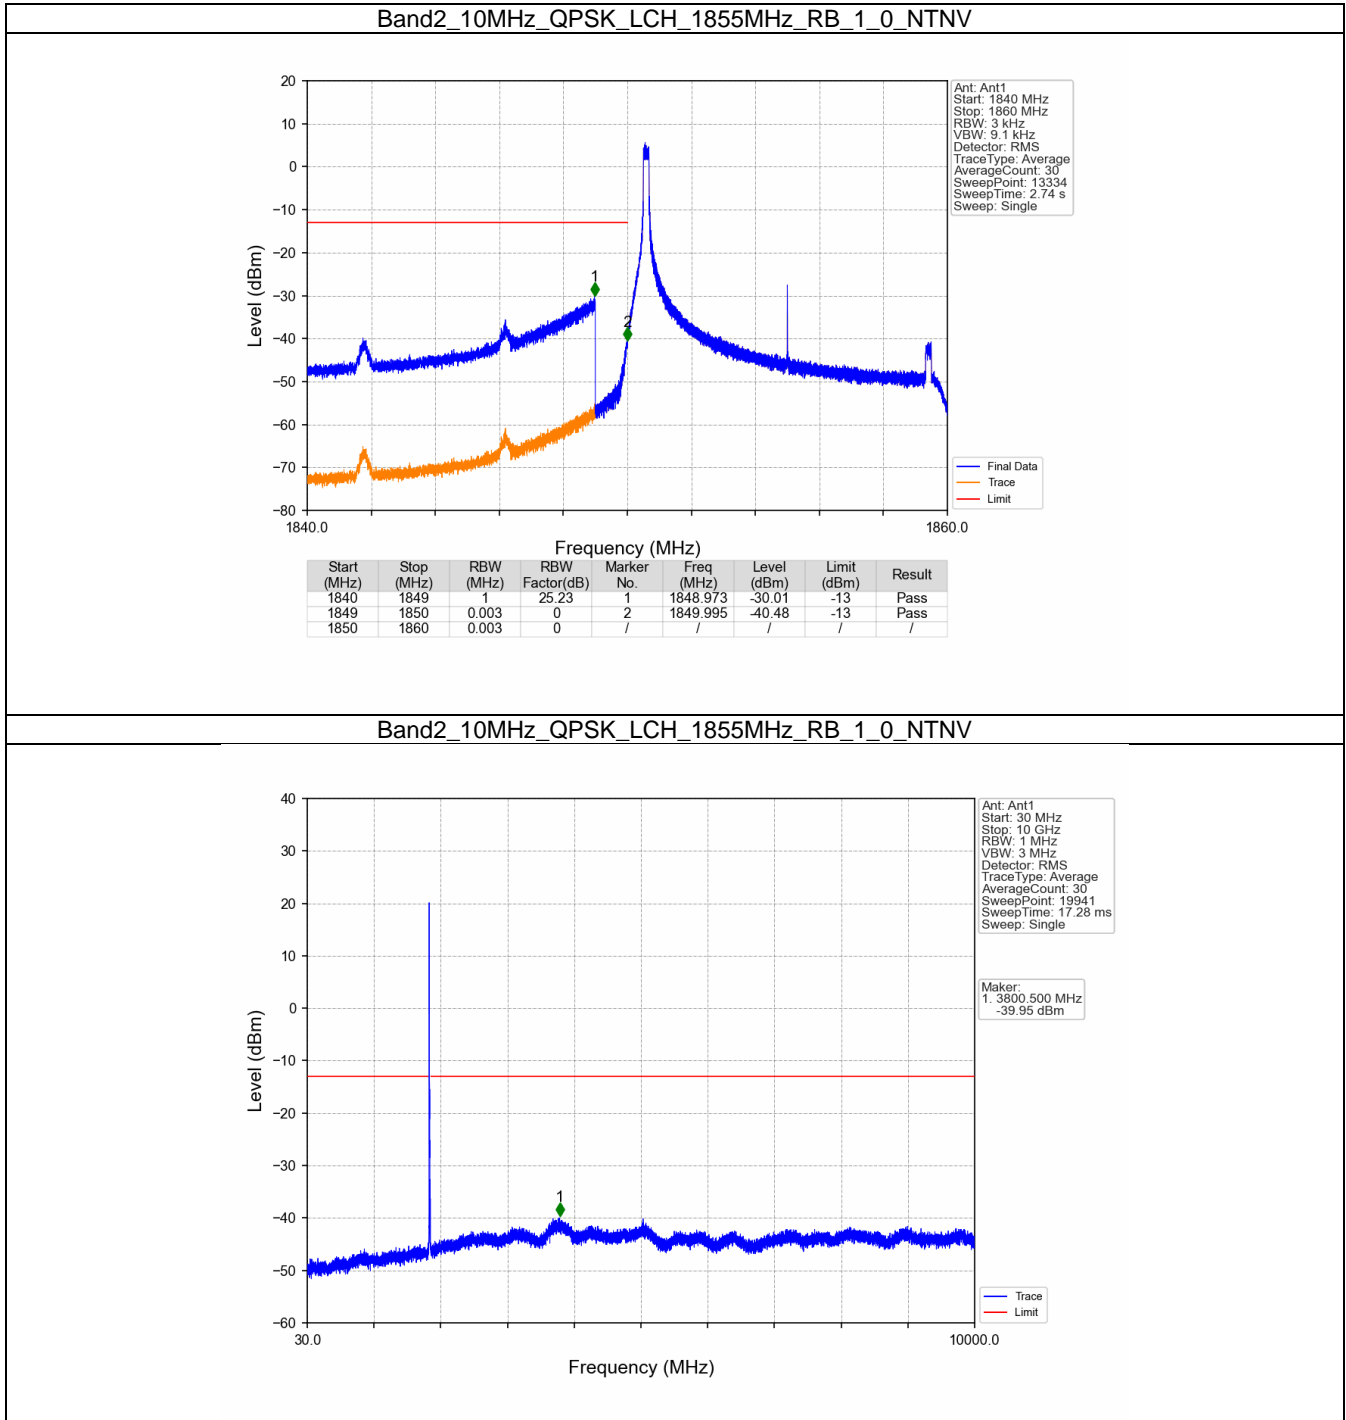 Band2_10MHz_QPSK_LCH_1855MHz_RB_1_0_NTNV
20
10
0
−10
−20
−30
−40
−50
−60
−70
−80
Level (dBm)
1
2
1840.0
1860.0
Frequency (MHz)
Ant: Ant1
Start: 1840 MHz
Stop: 1860 MHz
RBW: 3 kHz
VBW: 9.1 kHz
Detector: RMS
TraceType: Average
AverageCount: 30
SweepPoint: 13334
SweepTime: 2.74 s
Sweep: Single
Final Data
Trace
Limit
Start (MHz) Stop (MHz) RBW (MHz) RBW Factor(dB) Marker No. Freq (MHz) Level (dBm) Limit (dBm) Result
1840 1849 1 25.23 1 1848.973 -30.01 -13 Pass
1849 1850 0.003 0 2 1849.995 -40.48 -13 Pass
1850 1860 0.003 0 / / / / /
Band2_10MHz_QPSK_LCH_1855MHz_RB_1_0_NTNV
40
30
20
10
0
−10
−20
−30
−40
−50
−60
Level (dBm)
1
30.0
10000.0
Frequency (MHz)
Ant: Ant1
Start: 30 MHz
Stop: 10 GHz
RBW: 1 MHz
VBW: 3 MHz
Detector: RMS
TraceType: Average
AverageCount: 30
SweepPoint: 19941
SweepTime: 17.28 ms
Sweep: Single
Maker:
1. 3800.500 MHz
-39.95 dBm
Trace
Limit